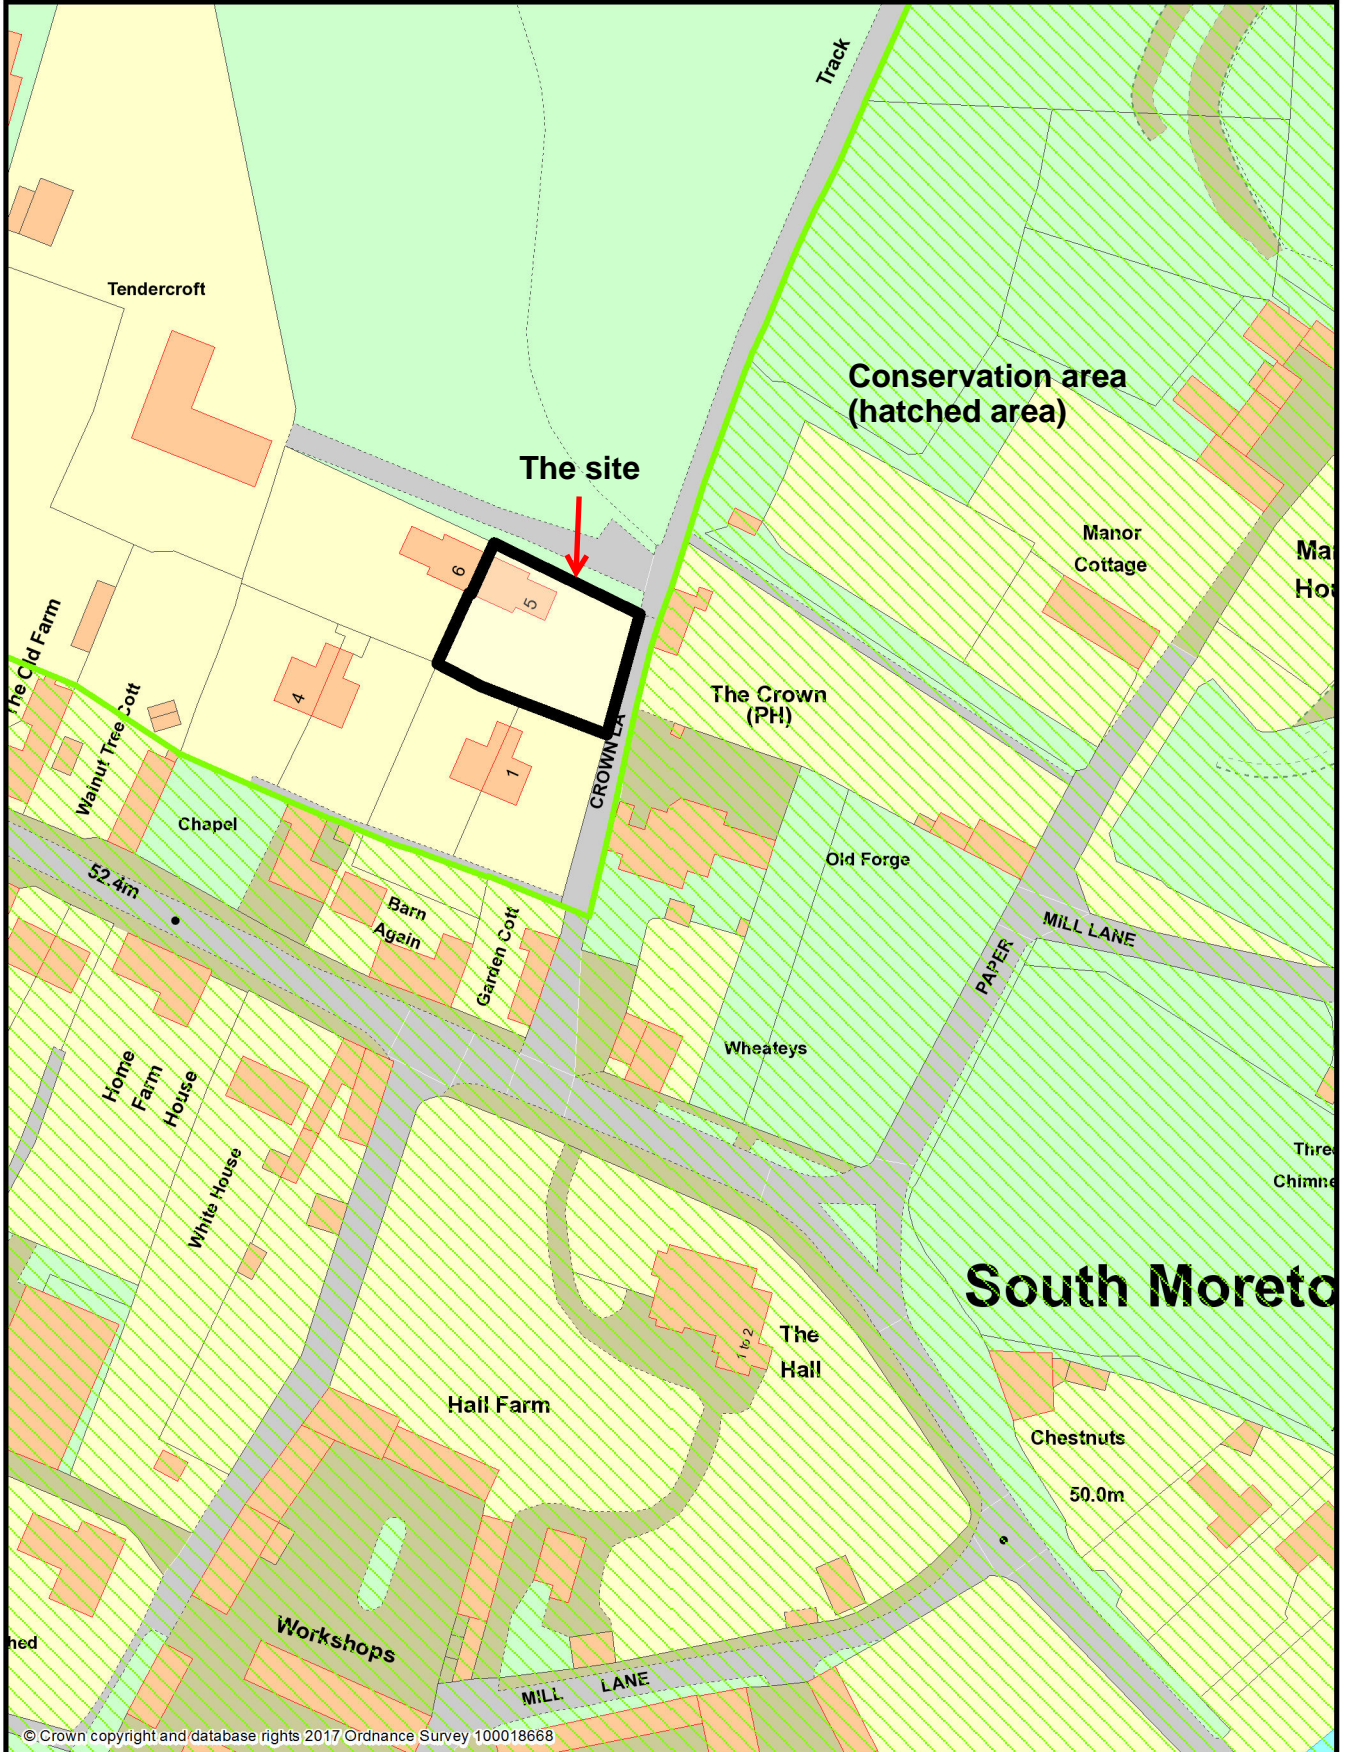 Track
Tendercroft
Conservation area
(hatched area)
The site
Manor
Cottage
6
5
The Old Farm
4
Walnut Tree Cott
The Crown
(PH)
1
CROWN LA
Chapel
Old Forge
52.4m
Barn
Again
Garden Cott
MILL LANE
PAPER
Wheateys
Home
Farm
House
White House
South Moreto
1 to 2
The
Hall
Hall Farm
Chestnuts
50.0m
Workshops
hed
MILL LANE
© Crown copyright and database rights 2017 Ordnance Survey 100018668